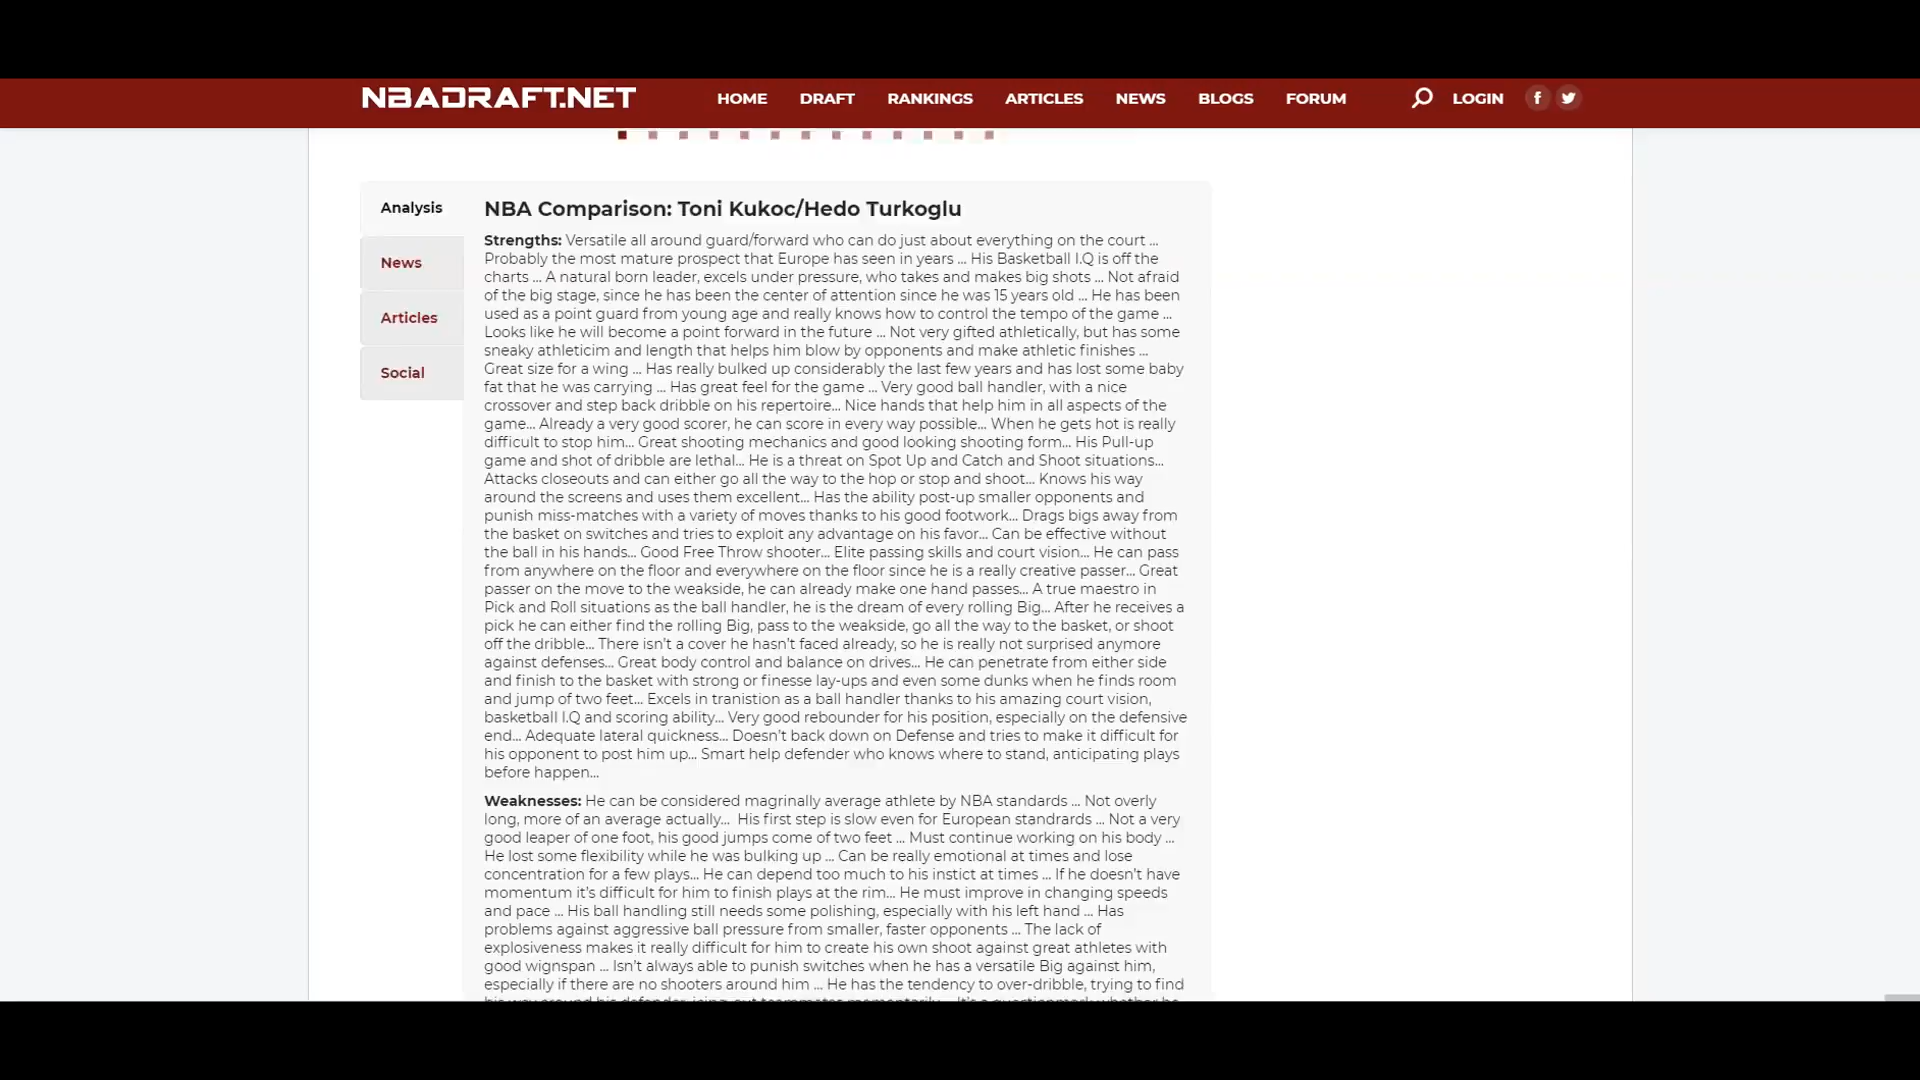 NBADRAFT.NET
HOME DRAFT RANKINGS ARTICLES NEWS BLOGS FORUM LOGIN
Analysis
News
Articles
Social
NBA Comparison: Toni Kukoc/Hedo Turkoglu
Strengths: Versatile all around guard/forward who can do just about everything on the court ...
Probably the most mature prospect that Europe has seen in years ... His Basketball I.Q is off the
charts ... A natural born leader, excels under pressure, who takes and makes big shots ... Not afraid
of the big stage, since he has been the center of attention since he was 15 years old ... He has been
used as a point guard from young age and really knows how to control the tempo of the game ...
Looks like he will become a point forward in the future ... Not very gifted athletically, but has some
sneaky athleticim and length that helps him blow by opponents and make athletic finishes ...
Great size for a wing ... Has really bulked up considerably the last few years and has lost some baby
fat that he was carrying ... Has great feel for the game ... Very good ball handler, with a nice
crossover and step back dribble on his repertoire... Nice hands that help him in all aspects of the
game... Already a very good scorer, he can score in every way possible... When he gets hot is really
difficult to stop him... Great shooting mechanics and good looking shooting form... His Pull-up
game and shot of dribble are lethal... He is a threat on Spot Up and Catch and Shoot situations...
Attacks closeouts and can either go all the way to the hop or stop and shoot... Knows his way
around the screens and uses them excellent... Has the ability post-up smaller opponents and
punish miss-matches with a variety of moves thanks to his good footwork... Drags bigs away from
the basket on switches and tries to exploit any advantage on his favor... Can be effective without
the ball in his hands... Good Free Throw shooter... Elite passing skills and court vision... He can pass
from anywhere on the floor and everywhere on the floor since he is a really creative passer... Great
passer on the move to the weakside, he can already make one hand passes... A true maestro in
Pick and Roll situations as the ball handler, he is the dream of every rolling Big... After he receives a
pick he can either find the rolling Big, pass to the weakside, go all the way to the basket, or shoot
off the dribble... There isn't a cover he hasn't faced already, so he is really not surprised anymore
against defenses... Great body control and balance on drives... He can penetrate from either side
and finish to the basket with strong or finesse lay-ups and even some dunks when he finds room
and jump of two feet... Excels in tranistion as a ball handler thanks to his amazing court vision,
basketball I.Q and scoring ability... Very good rebounder for his position, especially on the defensive
end... Adequate lateral quickness... Doesn't back down on Defense and tries to make it difficult for
his opponent to post him up... Smart help defender who knows where to stand, anticipating plays
before happen...
Weaknesses: He can be considered magrinally average athlete by NBA standards ... Not overly
long, more of an average actually... His first step is slow even for European standrards ... Not a very
good leaper of one foot, his good jumps come of two feet ... Must continue working on his body ...
He lost some flexibility while he was bulking up ... Can be really emotional at times and lose
concentration for a few plays... He can depend too much to his instict at times ... If he doesn't have
momentum it's difficult for him to finish plays at the rim... He must improve in changing speeds
and pace ... His ball handling still needs some polishing, especially with his left hand ... Has
problems against aggressive ball pressure from smaller, faster opponents ... The lack of
explosiveness makes it really difficult for him to create his own shoot against great athletes with
good wignspan ... Isn't always able to punish switches when he has a versatile Big against him,
especially if there are no shooters around him ... He has the tendency to over-dribble, trying to find